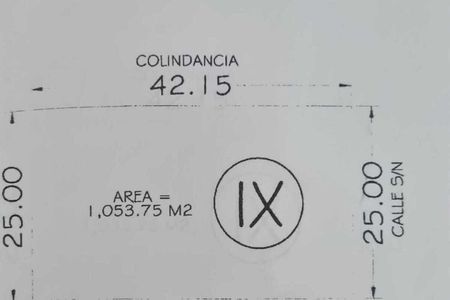 COLINDANCIA
42.15
25.00
AREA =
1,053.75 M2
IX
25.00
CALLE S/N